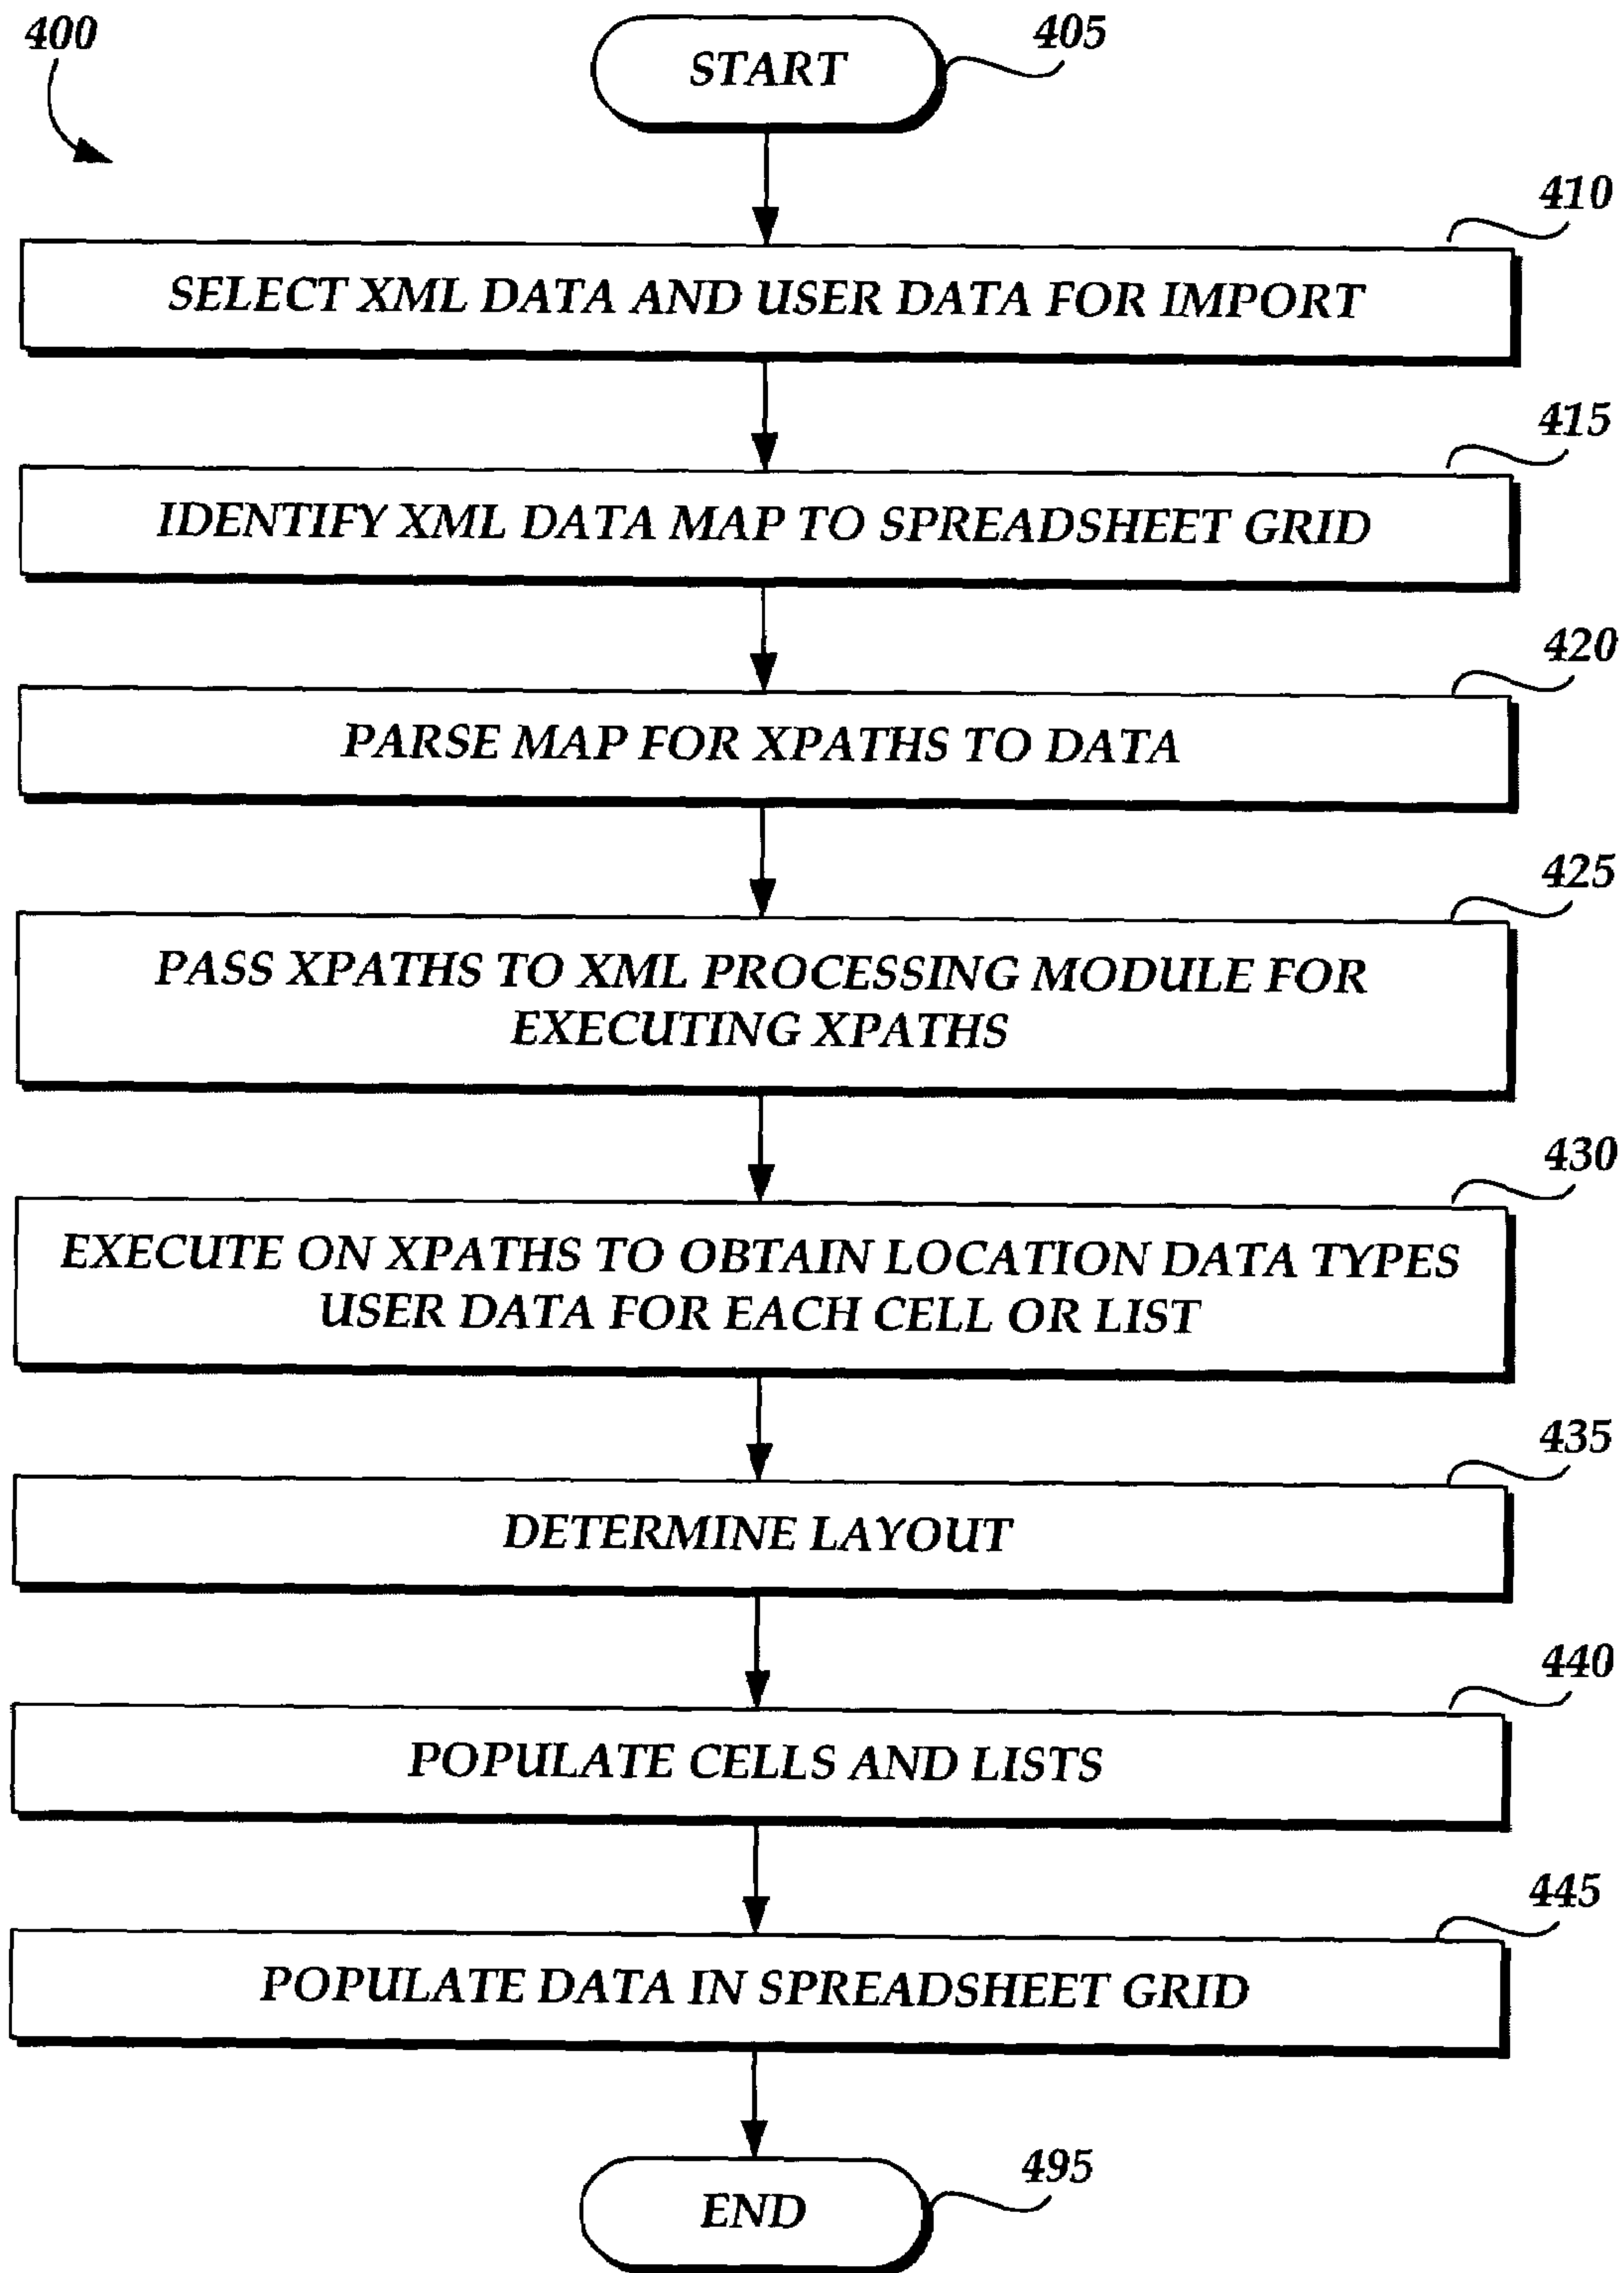 400
START
405
410
SELECT XML DATA AND USER DATA FOR IMPORT
415
IDENTIFY XML DATA MAP TO SPREADSHEET GRID
420
PARSE MAP FOR XPATHS TO DATA
425
PASS XPATHS TO XML PROCESSING MODULE FOR
EXECUTING XPATHS
430
EXECUTE ON XPATHS TO OBTAIN LOCATION DATA TYPES
USER DATA FOR EACH CELL OR LIST
435
DETERMINE LAYOUT
440
POPULATE CELLS AND LISTS
445
POPULATE DATA IN SPREADSHEET GRID
495
END